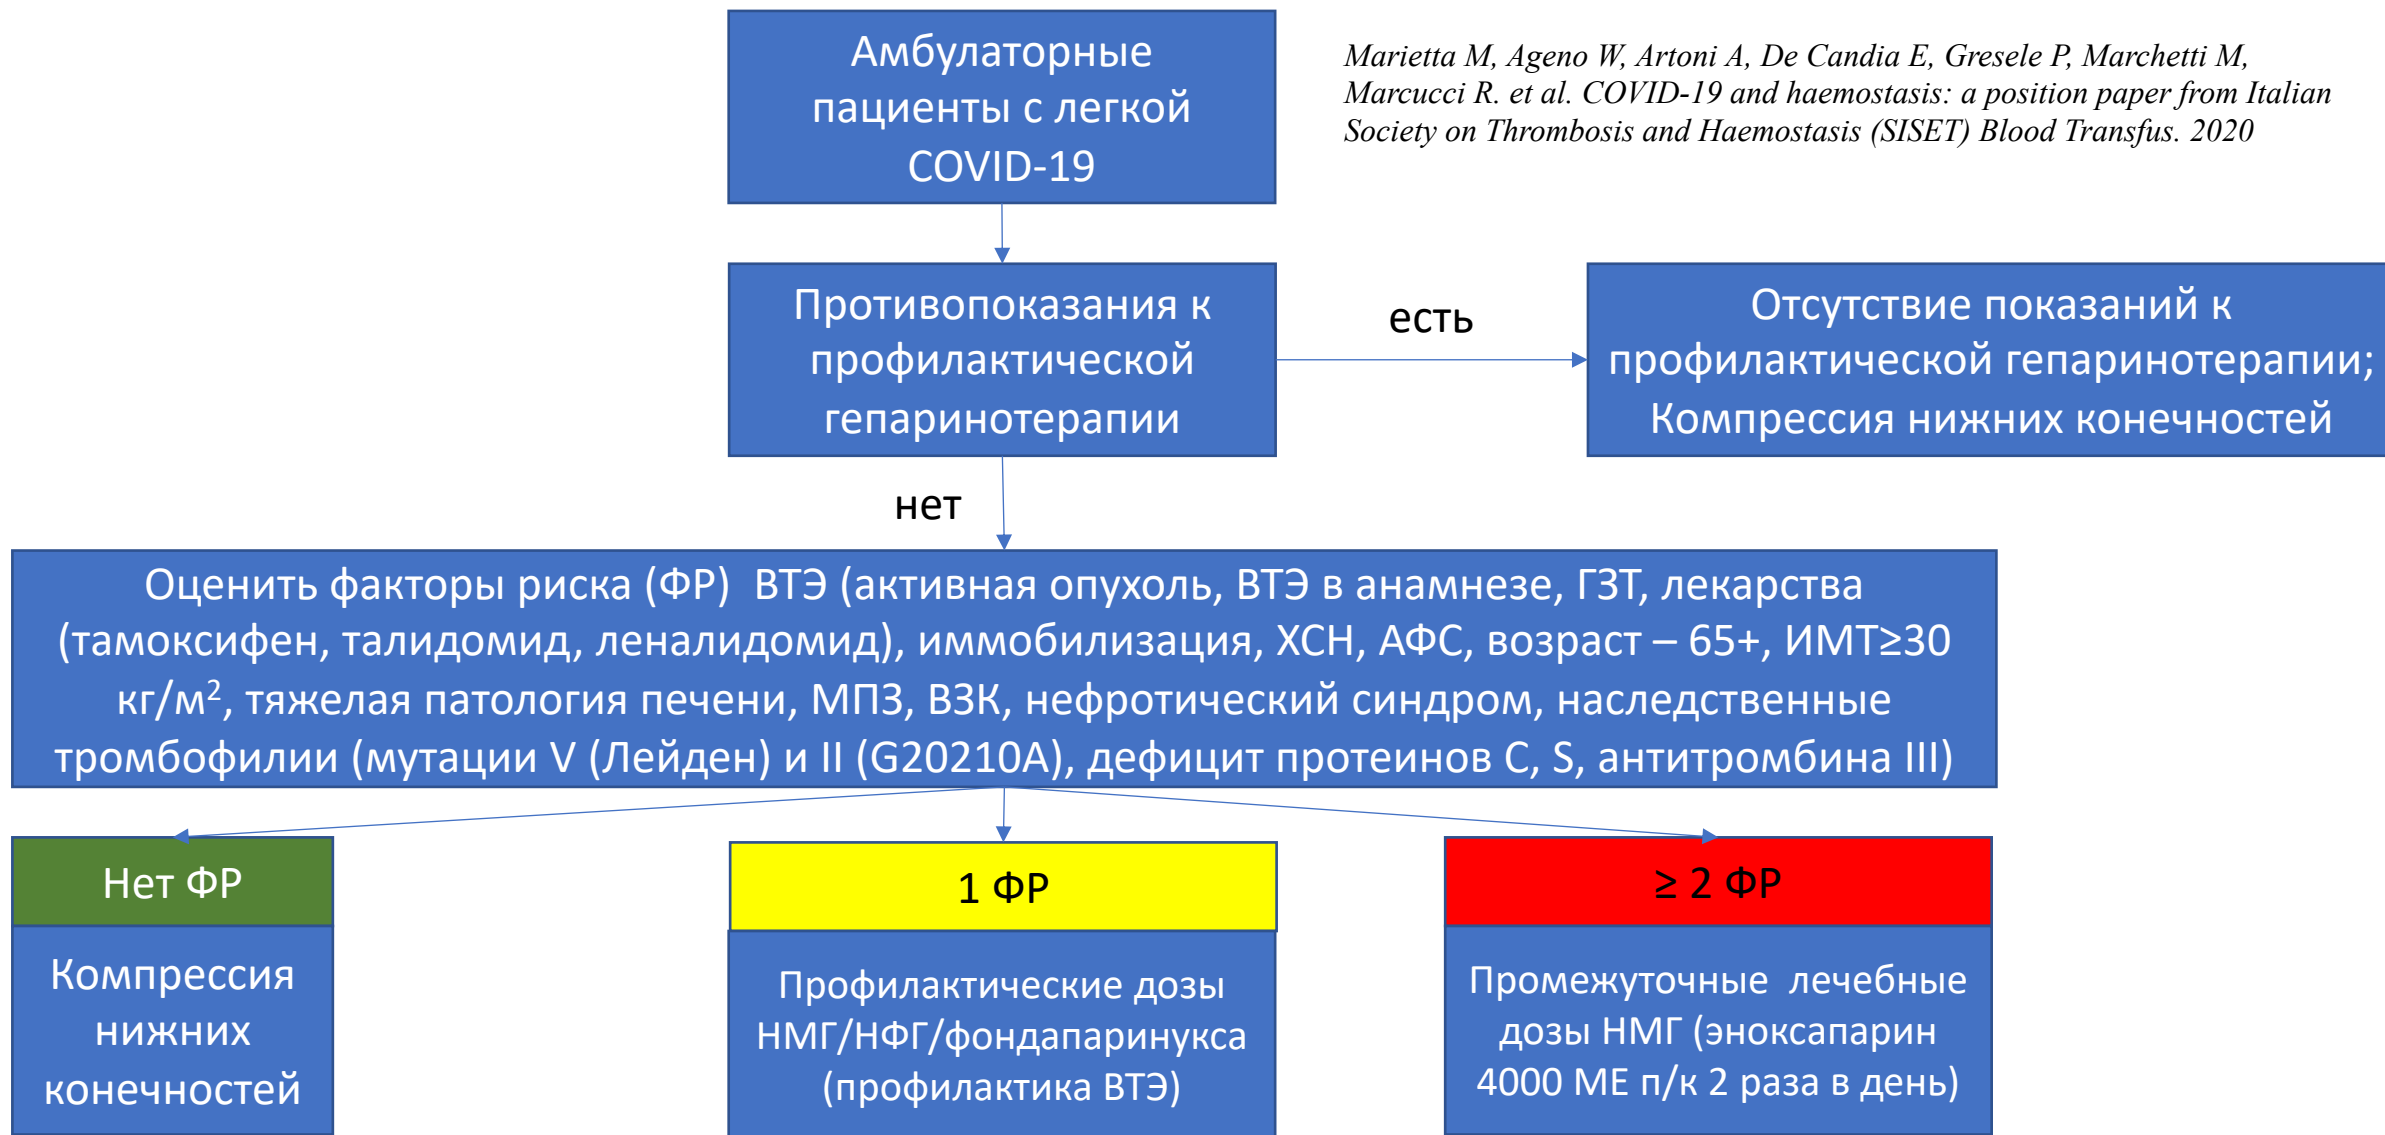 Амбулаторные
пациенты с легкой
COVID-19
Marietta M, Ageno W, Artoni A, De Candia E, Gresele P, Marchetti M,
Marcucci R. et al. COVID-19 and haemostasis: a position paper from Italian
Society on Thrombosis and Haemostasis (SISET) Blood Transfus. 2020
Противопоказания к
профилактической
гепаринотерапии
есть
Отсутствие показаний к
профилактической гепаринотерапии;
Компрессия нижних конечностей
нет
Оценить факторы риска (ФР) ВТЭ (активная опухоль, ВТЭ в анамнезе, ГЗТ, лекарства
(тамоксифен, талидомид, леналидомид), иммобилизация, ХСН, АФС, возраст – 65+, ИМТ≥30
кг/м², тяжелая патология печени, МПЗ, ВЗК, нефротический синдром, наследственные
тромбофилии (мутации V (Лейден) и II (G20210A), дефицит протеинов C, S, антитромбина III)
Нет ФР
Компрессия
нижних
конечностей
1 ФР
Профилактические дозы
НМГ/НФГ/фондапаринукса
(профилактика ВТЭ)
≥ 2 ФР
Промежуточные лечебные
дозы НМГ (эноксапарин
4000 МЕ п/к 2 раза в день)